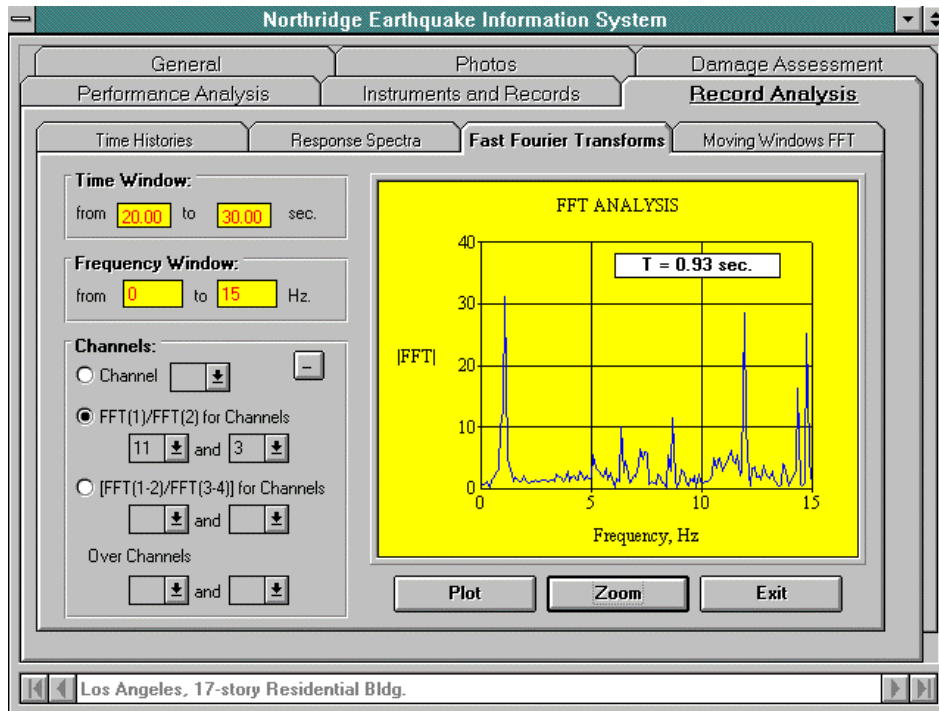 Northridge Earthquake Information System
General Photos Damage Assessment
Performance Analysis Instruments and Records Record Analysis
Time Histories Response Spectra Fast Fourier Transforms Moving Windows FFT
Time Window:
from 20.00 to 30.00 sec.
Frequency Window:
from 0 to 15 Hz.
Channels:
Channel
FFT(1)/FFT(2) for Channels
11 and 3
[FFT(1-2)/FFT(3-4)] for Channels
and
Over Channels
and
FFT ANALYSIS
T = 0.93 sec.
|FFT|
40
30
20
10
0
0 5 10 15
Frequency, Hz
Plot Zoom Exit
Los Angeles, 17-story Residential Bldg.